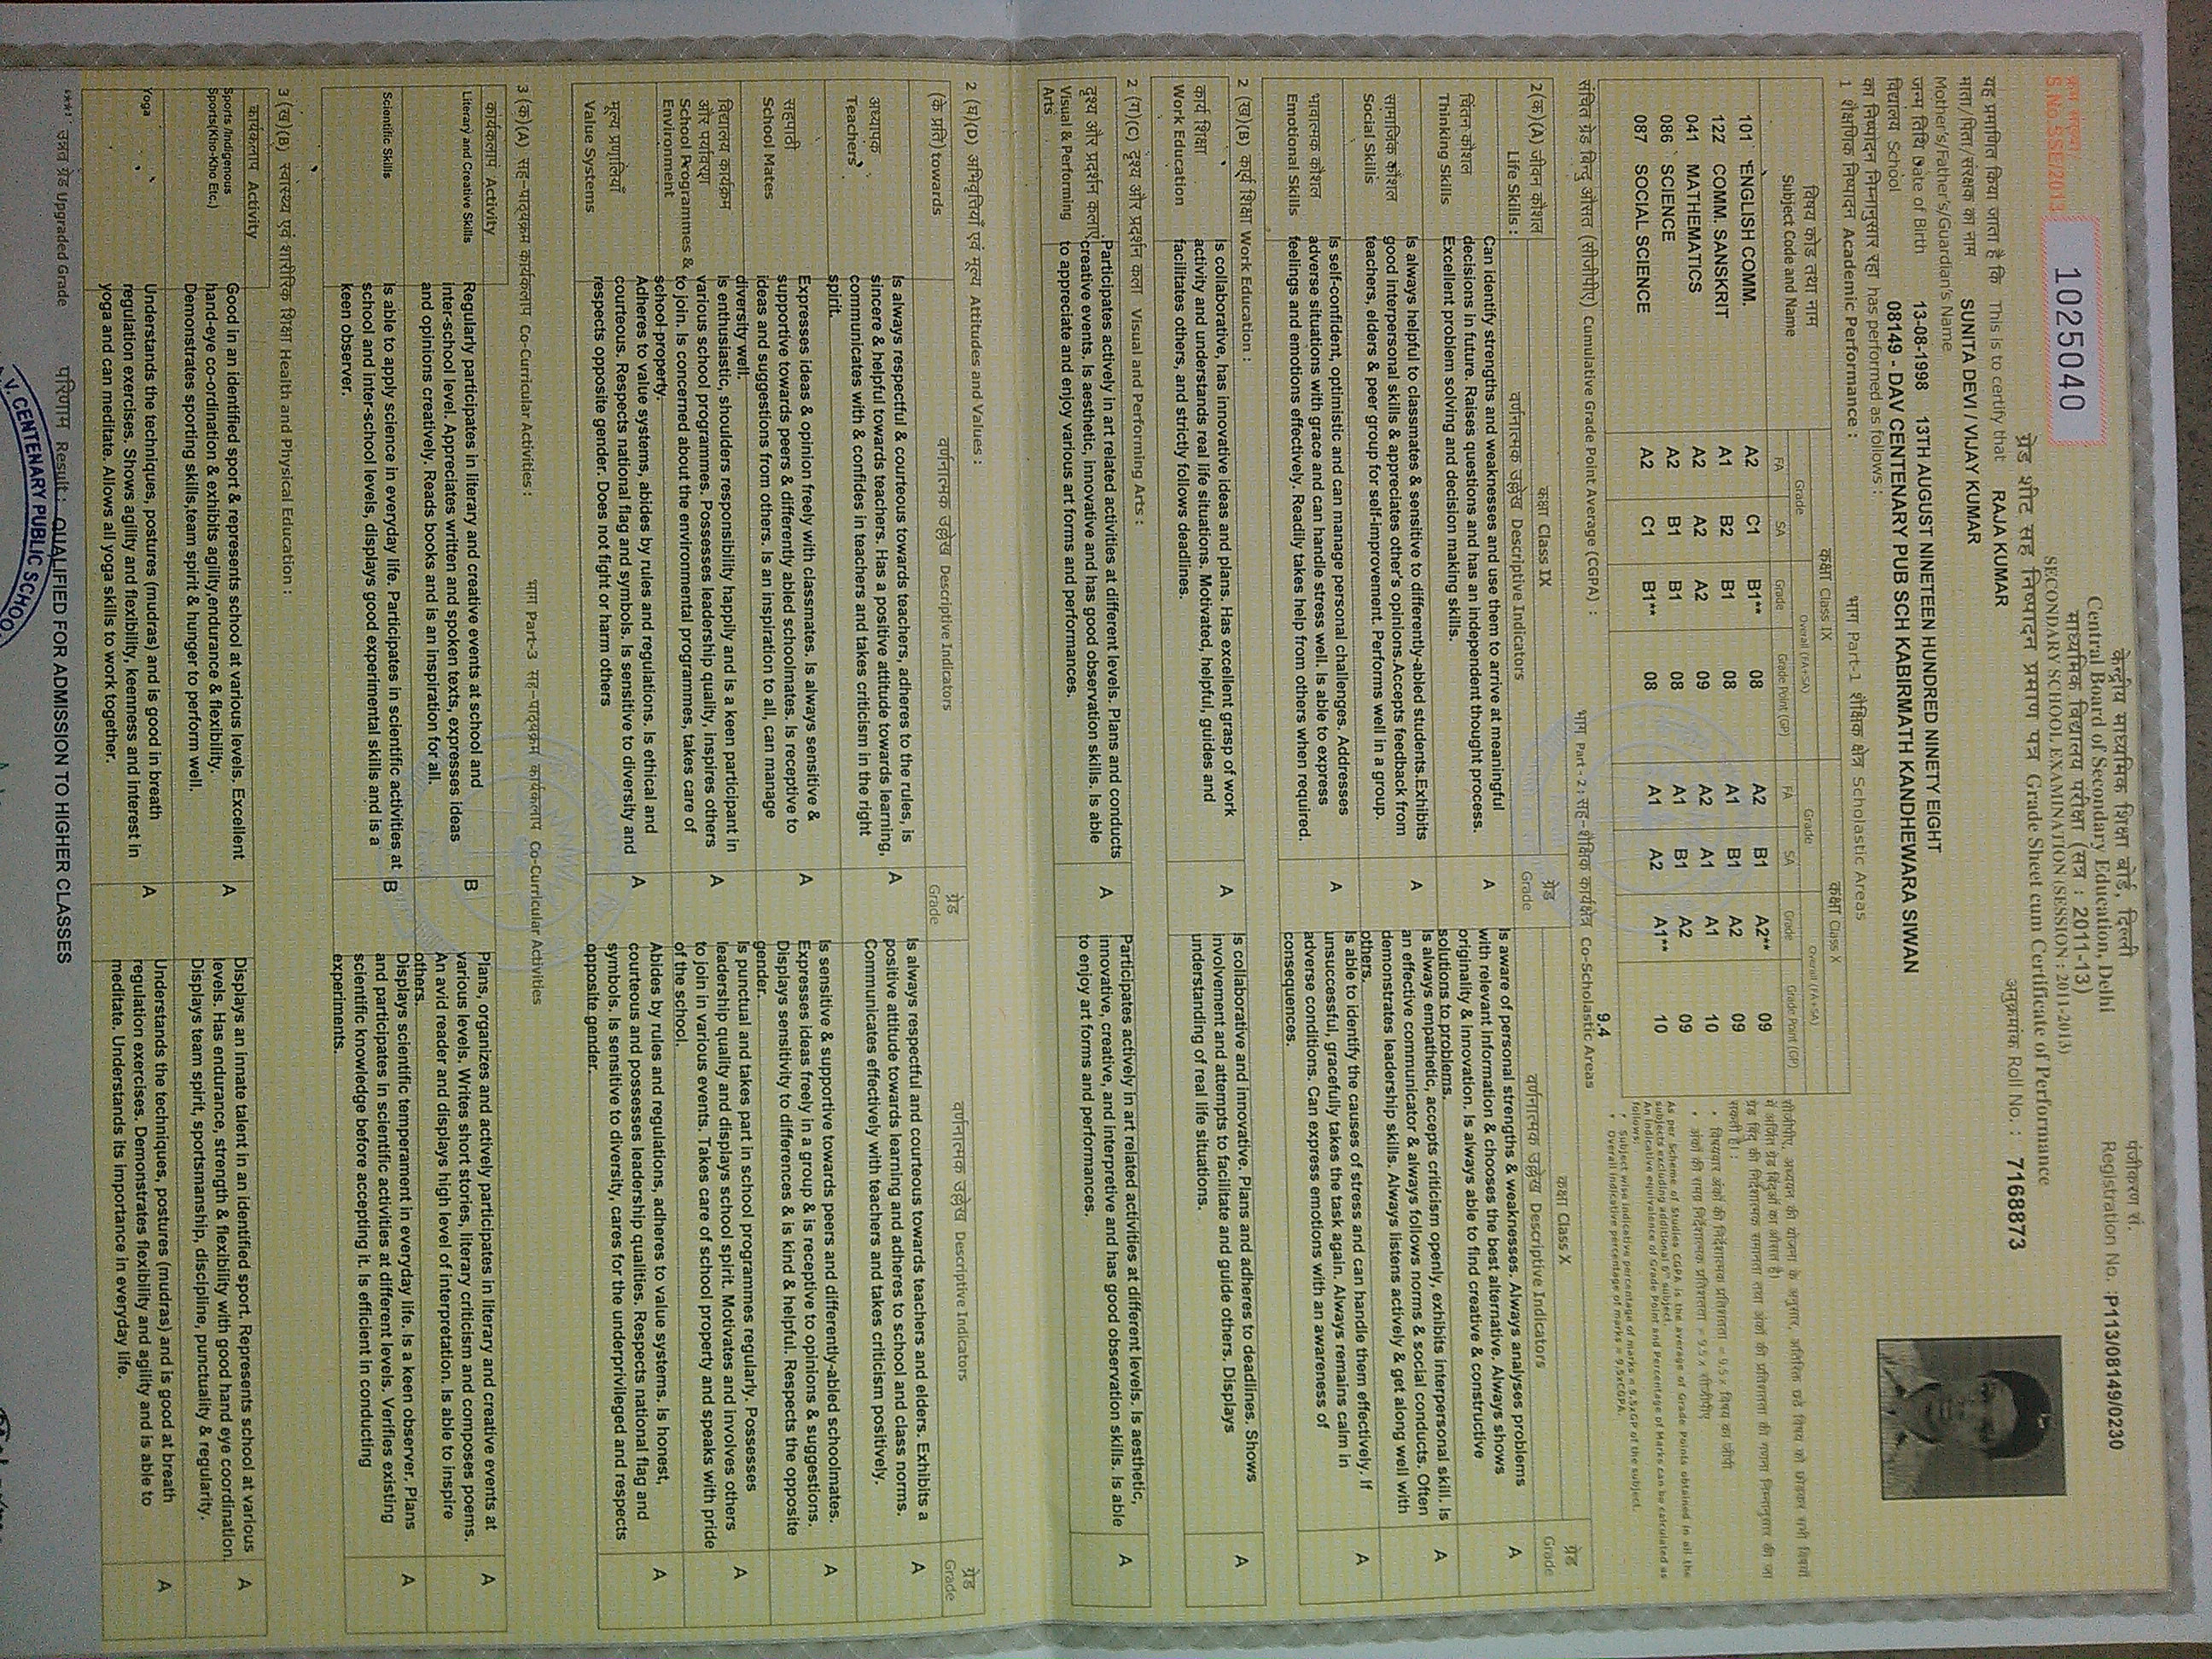 केन्द्रीय माध्यमिक शिक्षा बोर्ड, दिल्ली
Central Board of Secondary Education, Delhi
माध्यमिक विद्यालय परीक्षा (सत्र : 2011-13)
SECONDARY SCHOOL EXAMINATION (SESSION : 2011-2013)
ग्रेड शीट सह निष्पादन प्रमाण पत्र Grade Sheet cum Certificate of Performance
पंजीकरण सं.
Registration No. :P113/08149/0230
क्रम संख्या/
S.No.SSE/2013 1025040
अनुक्रमांक Roll No. : 7168873
यह प्रमाणित किया जाता है कि This is to certify that RAJA KUMAR
माता/पिता/संरक्षक का नाम SUNITA DEVI / VIJAY KUMAR
Mother's/Father's/Guardian's Name
जन्म तिथि Date of Birth 13-08-1998 13TH AUGUST NINETEEN HUNDRED NINETY EIGHT
विद्यालय School 08149 - DAV CENTENARY PUB SCH KABIRMATH KANDHEWARA SIWAN
का निष्पादन निम्नानुसार रहा has performed as follows :
1 शैक्षणिक निष्पादन Academic Performance : भाग Part-1 शैक्षिक क्षेत्र Scholastic Areas
विषय कोड तथा नाम
Subject Code and Name
कक्षा Class IX कक्षा Class X
Grade Overall (FA+SA) Grade Overall (FA+SA)
FA SA Grade Grade Point (GP) FA SA Grade Grade Point (GP)
101 ENGLISH COMM. A2 C1 B1** 08 A2 B1 A2** 09
122 COMM. SANSKRIT A1 B2 B1 08 A1 B1 A2 09
041 MATHEMATICS A2 A2 A2 09 A2 A1 A1 10
086 SCIENCE A2 B1 B1 08 A1 B1 A2 09
087 SOCIAL SCIENCE A2 C1 B1** 08 A1 A2 A1** 10
सीजीपीए, अध्ययन की योजना के अनुसार, अतिरिक्त छठे विषय को छोड़कर सभी विषयों
में अर्जित ग्रेड बिंदुओं का औसत है।
ग्रेड बिंदु की निर्देशात्मक समानता तथा अंकों की प्रतिशतता की गणना निम्नानुसार की जा
सकती है। :
• विषयवार अंकों की निर्देशात्मक प्रतिशतता = 9.5 x विषय का जीपी
• अंकों की समग्र निर्देशात्मक प्रतिशतता = 9.5 x सीजीपीए
As per Scheme of Studies CGPA is the average of Grade Points obtained in all the
subjects excluding additional 6th subject.
An indicative equivalence of Grade Point and Percentage of Marks can be calculated as
follows:
• Subject wise indicative percentage of marks = 9.5xGP of the subject.
• Overall indicative percentage of marks = 9.5xCGPA.
संचित ग्रेड बिन्दु औसत (सीजीपीए) Cumulative Grade Point Average (CGPA) : 9.4
भाग Part - 2 : सह-शैक्षिक कार्यक्षेत्र Co-Scholastic Areas
2(क)(A) जीवन कौशल
Life Skills :
कक्षा Class IX ग्रेड कक्षा Class X ग्रेड
वर्णनात्मक उल्लेख Descriptive Indicators Grade वर्णनात्मक उल्लेख Descriptive Indicators Grade
चिंतन कौशल
Thinking Skills
Can identify strengths and weaknesses and use them to arrive at meaningful
decisions in future. Raises questions and has an independent thought process.
Excellent problem solving and decision making skills.
A
Is aware of personal strengths & weaknesses. Always analyses problems
with relevant information & chooses the best alternative. Always shows
originality & innovation. Is always able to find creative & constructive
solutions to problems.
A
सामाजिक कौशल
Social Skills
Is always helpful to classmates & sensitive to differently-abled students.Exhibits
good interpersonal skills & appreciates other's opinions.Accepts feedback from
teachers, elders & peer group for self-improvement. Performs well in a group.
A
Is always empathetic, accepts criticism openly, exhibits interpersonal skill. Is
an effective communicator & always follows norms & social conducts. Often
demonstrates leadership skills. Always listens actively & get along well with
others.
A
भावात्मक कौशल
Emotional Skills
Is self-confident, optimistic and can manage personal challenges. Addresses
adverse situations with grace and can handle stress well. Is able to express
feelings and emotions effectively. Readily takes help from others when required.
A
Is able to identify the causes of stress and can handle them effectively. If
unsuccessful, gracefully takes the task again. Always remains calm in
adverse conditions. Can express emotions with an awareness of
consequences.
A
2 (ख)(B) कार्य शिक्षा Work Education :
कार्य शिक्षा
Work Education
Is collaborative, has innovative ideas and plans. Has excellent grasp of work
activity and understands real life situations. Motivated, helpful, guides and
facilitates others, and strictly follows deadlines.
A
Is collaborative and innovative. Plans and adheres to deadlines. Shows
involvement and attempts to facilitate and guide others. Displays
understanding of real life situations.
A
2 (ग)(C) दृश्य और प्रदर्शन कला Visual and Performing Arts :
दृश्य और प्रदर्शन कलाएं
Visual & Performing
Arts
Participates actively in art related activities at different levels. Plans and conducts
creative events. Is aesthetic, innovative and has good observation skills. Is able
to appreciate and enjoy various art forms and performances.
A
Participates actively in art related activities at different levels. Is aesthetic,
innovative, creative, and interpretive and has good observation skills. Is able
to enjoy art forms and performances.
A
2 (घ)(D) अभिवृत्तियाँ एवं मूल्य Attitudes and Values :
(के प्रति) towards वर्णनात्मक उल्लेख Descriptive Indicators ग्रेड Grade वर्णनात्मक उल्लेख Descriptive Indicators ग्रेड Grade
अध्यापक
Teachers
Is always respectful & courteous towards teachers, adheres to the rules, is
sincere & helpful towards teachers. Has a positive attitude towards learning,
communicates with & confides in teachers and takes criticism in the right
spirit.
A
Is always respectful and courteous towards teachers and elders. Exhibits a
positive attitude towards learning and adheres to school and class norms.
Communicates effectively with teachers and takes criticism positively.
A
सहपाठी
School Mates
Expresses ideas & opinion freely with classmates. Is always sensitive &
supportive towards peers & differently abled schoolmates. Is receptive to
ideas and suggestions from others. Is an inspiration to all, can manage
diversity well.
A
Is sensitive & supportive towards peers and differently-abled schoolmates.
Expresses ideas freely in a group & is receptive to opinions & suggestions.
Displays sensitivity to differences & is kind & helpful. Respects the opposite
gender.
A
विद्यालय कार्यक्रम
और पर्यावरण
School Programmes &
Environment
Is enthusiastic, shoulders responsibility happily and is a keen participant in
various school programmes. Possesses leadership quality, inspires others
to join. Is concerned about the environmental programmes, takes care of
school property.
A
Is punctual and takes part in school programmes regularly. Possesses
leadership quality and displays school spirit. Motivates and involves others
to join in various events. Takes care of school property and speaks with pride
of the school.
A
मूल्य प्रणालियाँ
Value Systems
Adheres to value systems, abides by rules and regulations. Is ethical and
courteous. Respects national flag and symbols. Is sensitive to diversity and
respects opposite gender. Does not fight or harm others
A
Abides by rules and regulations, adheres to value systems. Is honest,
courteous and possesses leadership qualities. Respects national flag and
symbols. Is sensitive to diversity, cares for the underprivileged and respects
opposite gender.
A
3 (क)(A) सह-पाठ्यक्रम कार्यकलाप Co-Curricular Activities : भाग Part-3 सह-पाठ्यक्रम कार्यकलाप Co-Curricular Activities
कार्यकलाप Activity
Literary and Creative Skills
Regularly participates in literary and creative events at school and
inter-school level. Appreciates written and spoken texts, expresses ideas
and opinions creatively. Reads books and is an inspiration for all.
B
Plans, organizes and actively participates in literary and creative events at
various levels. Writes short stories, literary criticism and composes poems.
An avid reader and displays high level of interpretation. Is able to inspire
others.
A
Scientific Skills
Is able to apply science in everyday life. Participates in scientific activities at
school and inter-school levels, displays good experimental skills and is a
keen observer.
B
Displays scientific temperament in everyday life. Is a keen observer. Plans
and participates in scientific activities at different levels. Verifies existing
scientific knowledge before accepting it. Is efficient in conducting
experiments.
A
3 (ख)(B) स्वास्थ्य एवं शारीरिक शिक्षा Health and Physical Education :
कार्यकलाप Activity
Sports /Indigenous
Sports(Kho-Kho Etc.)
Good in an identified sport & represents school at various levels. Excellent
hand-eye co-ordination & exhibits agility,endurance & flexibility.
Demonstrates sporting skills,team spirit & hunger to perform well.
A
Displays an innate talent in an identified sport. Represents school at various
levels. Has endurance, strength & flexibility with good hand eye coordination.
Displays team spirit, sportsmanship, discipline, punctuality & regularity.
A
Yoga
Understands the techniques, postures (mudras) and is good in breath
regulation exercises. Shows agility and flexibility, keenness and interest in
yoga and can meditate. Allows all yoga skills to work together.
A
Understands the techniques, postures (mudras) and is good at breath
regulation exercises. Demonstrates flexibility and agility and is able to
meditate. Understands its importance in everyday life.
A
'**' उन्नत ग्रेड Upgraded Grade परिणाम Result : QUALIFIED FOR ADMISSION TO HIGHER CLASSES
V. CENTENARY PUBLIC SCHOO